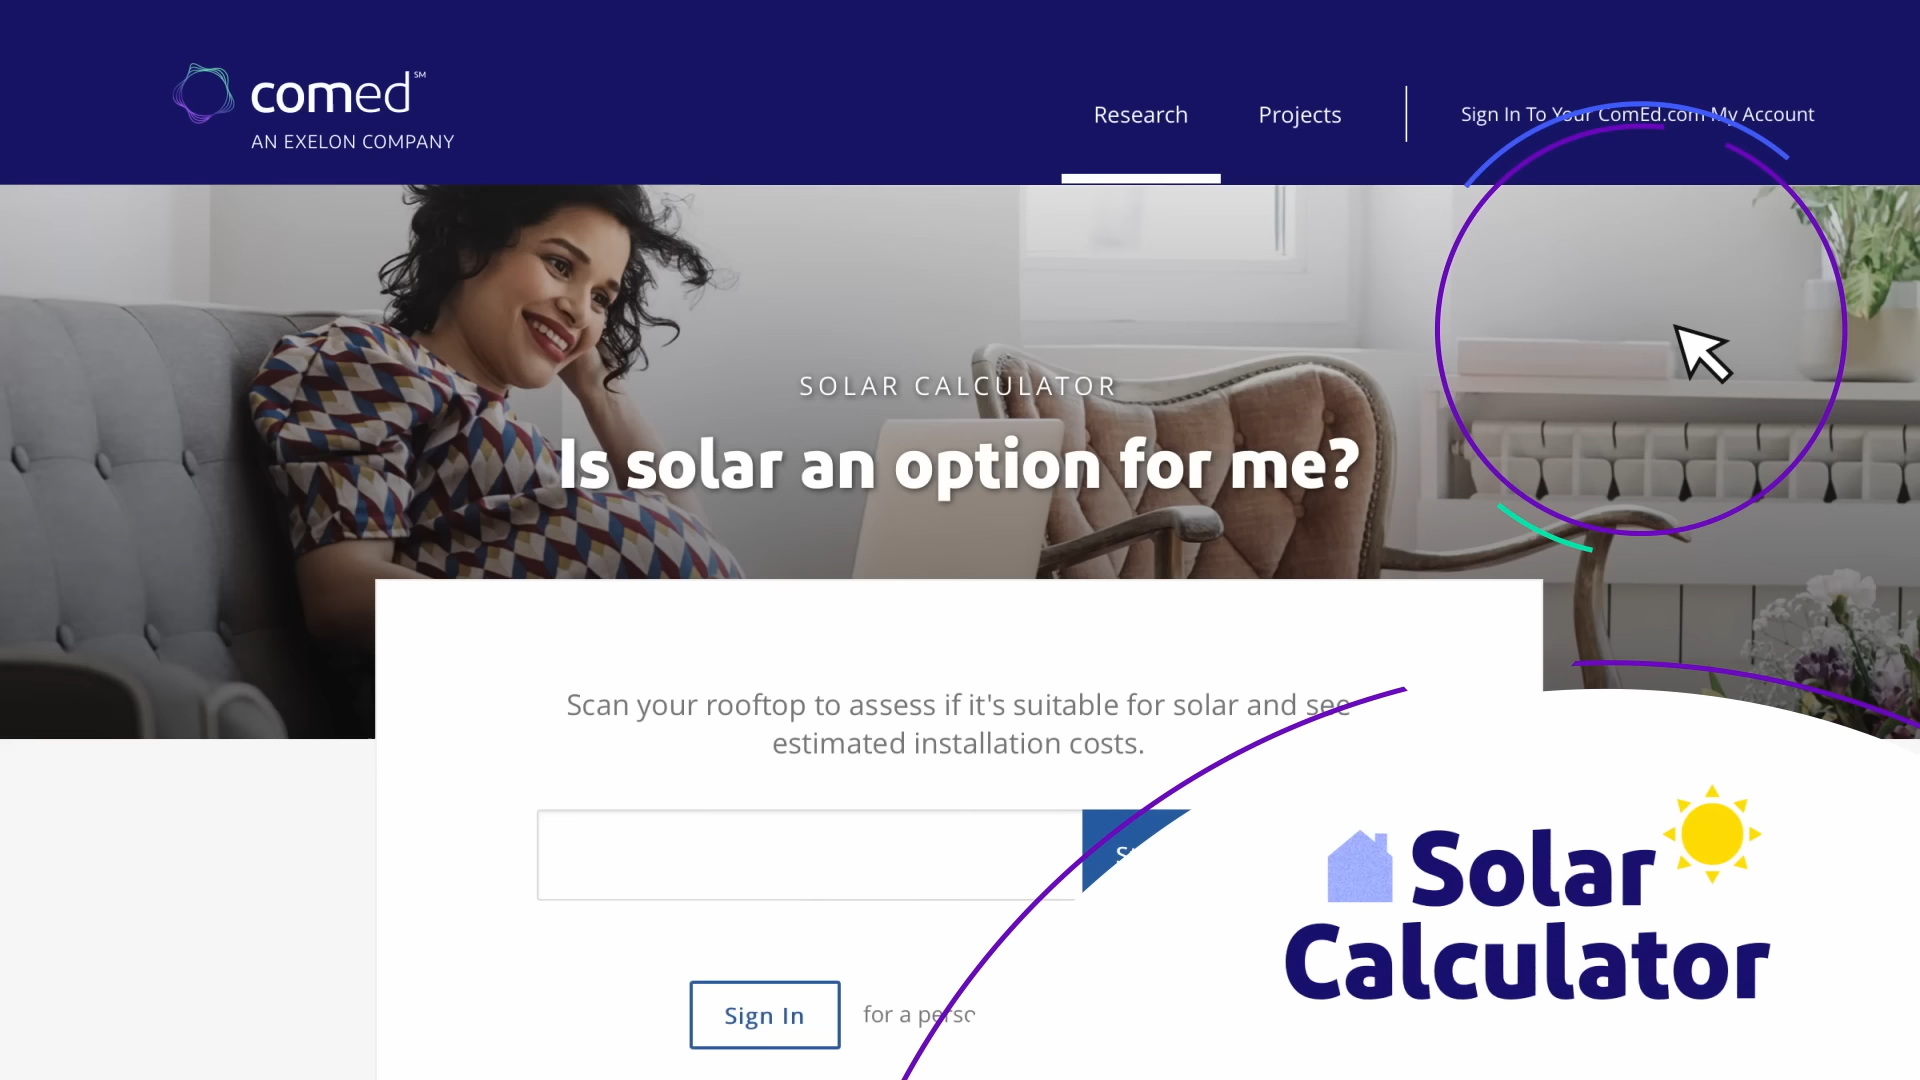 comed℠
AN EXELON COMPANY
Research
Projects
Sign In To Your ComEd.com My Account
SOLAR CALCULATOR
Is solar an option for me?
Scan your rooftop to assess if it's suitable for solar and see
estimated installation costs.
Sign In
for a
Solar
Calculator